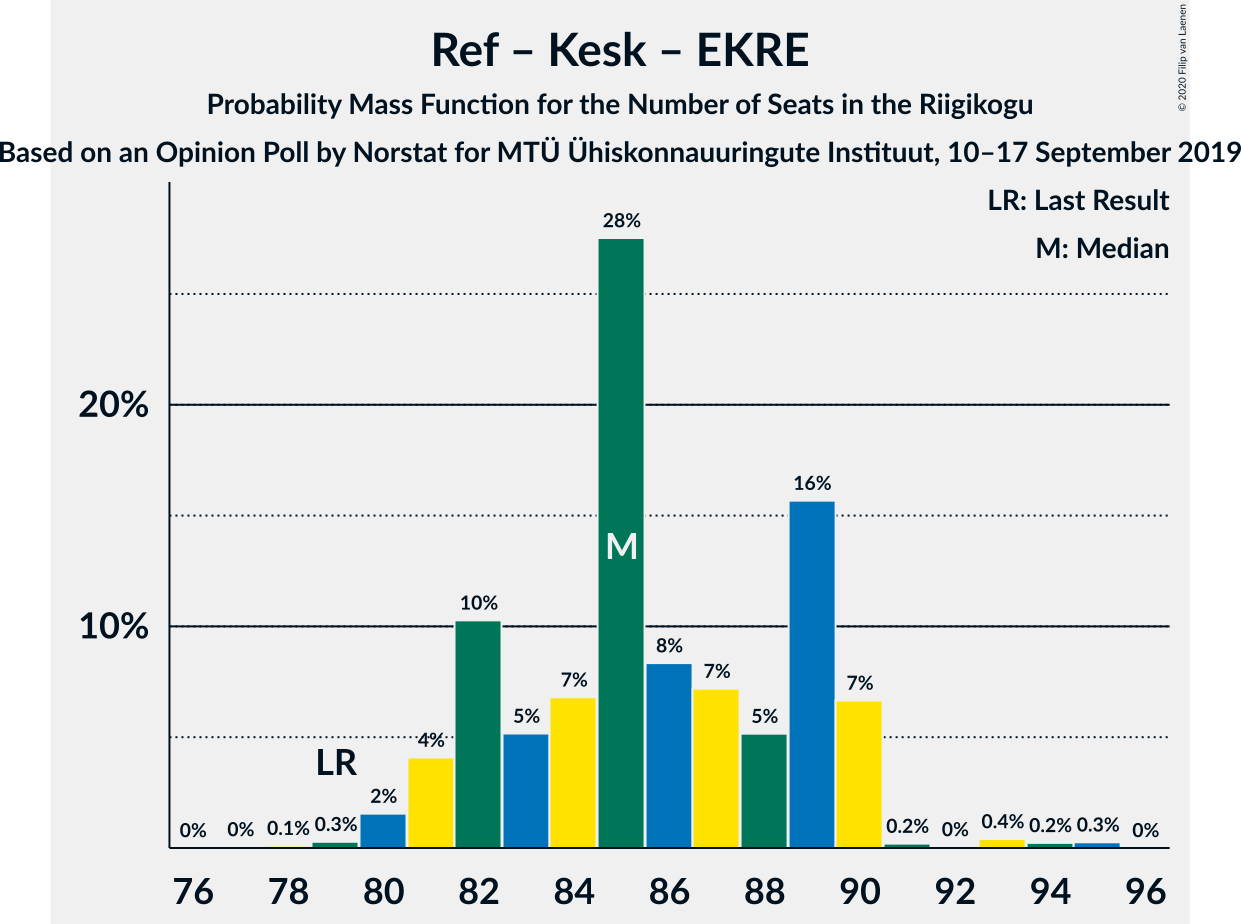 Ref – Kesk – EKRE
Probability Mass Function for the Number of Seats in the Riigikogu
Based on an Opinion Poll by Norstat for MTÜ Ühiskonnauuringute Instituut, 10–17 September 2019
© 2020 Filip van Laenen
LR: Last Result
M: Median
28%
20%
16%
M
10%
10%
8%
7%
7%
7%
5%
5%
4%
LR
2%
0% 0% 0.1% 0.3% 0.2% 0% 0.4% 0.2% 0.3% 0%
76 78 80 82 84 86 88 90 92 94 96